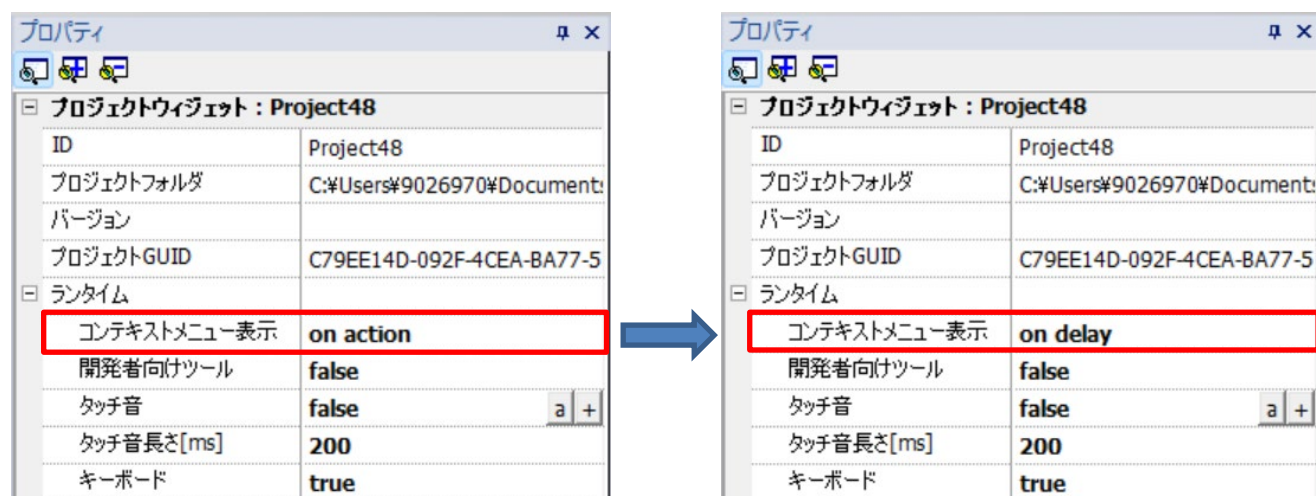 プロパティ
プロジェクトウィジェット : Project48
ID Project48
プロジェクトフォルダ C:¥Users¥9026970¥Document
バージョン
プロジェクトGUID C79EE14D-092F-4CEA-BA77-5
ランタイム
コンテキストメニュー表示 on action
開発者向けツール false
タッチ音 false a +
タッチ音長さ[ms] 200
キーボード true
プロパティ
プロジェクトウィジェット : Project48
ID Project48
プロジェクトフォルダ C:¥Users¥9026970¥Document
バージョン
プロジェクトGUID C79EE14D-092F-4CEA-BA77-5
ランタイム
コンテキストメニュー表示 on delay
開発者向けツール false
タッチ音 false a +
タッチ音長さ[ms] 200
キーボード true